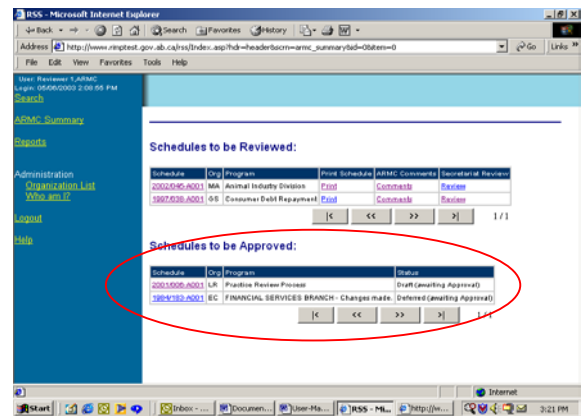 RSS - Microsoft Internet Explorer
Back Search Favorites History
Address http://www.rimptest.gov.ab.ca/rss/Index.asp?hdr=header&scrn=armc_summary&id=0&item=0 Go Links
File Edit View Favorites Tools Help
User: Reviewer 1,ARMC
Login: 05/06/2003 2:08:55 PM
Search
ARMC Summary
Reports
Administration
Organization List
Who am I?
Logout
Help
Schedules to be Reviewed:
Schedule Org Program Print Schedule ARMC Comments Secretariat Review
2002/045-A001 MA Animal Industry Division Print Comments Review
1997/038-A001 GS Consumer Debt Repayment Print Comments Review
|< << >> >| 1/1
Schedules to be Approved:
Schedule Org Program Status
2001/008-A001 LR Practice Review Process Draft (awaiting Approval)
1994/183-A001 EC FINANCIAL SERVICES BRANCH - Changes made. Deferred (awaiting Approval)
|< << >> >| 1/1
Internet
Start Inbox - ... Documen... User-Ma... RSS - Mi... http://w... 3:21 PM